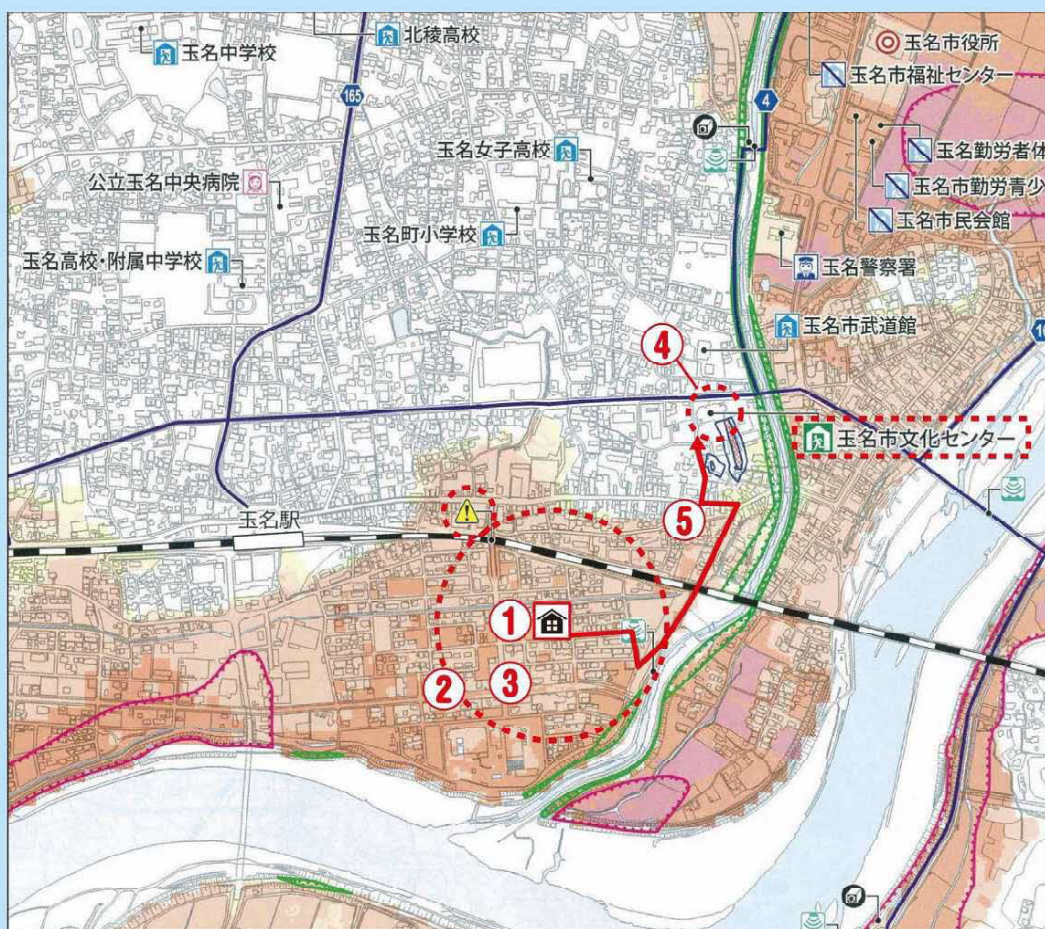 北稜高校
玉名中学校
玉名市役所
玉名市福祉センター
165
4
玉名女子高校
玉名勤労者体
公立玉名中央病院
玉名市勤労青少
玉名町小学校
玉名市民会館
玉名高校・附属中学校
玉名警察署
玉名市武道館
④
玉名市文化センター
玉名駅
⑤
①
②
③